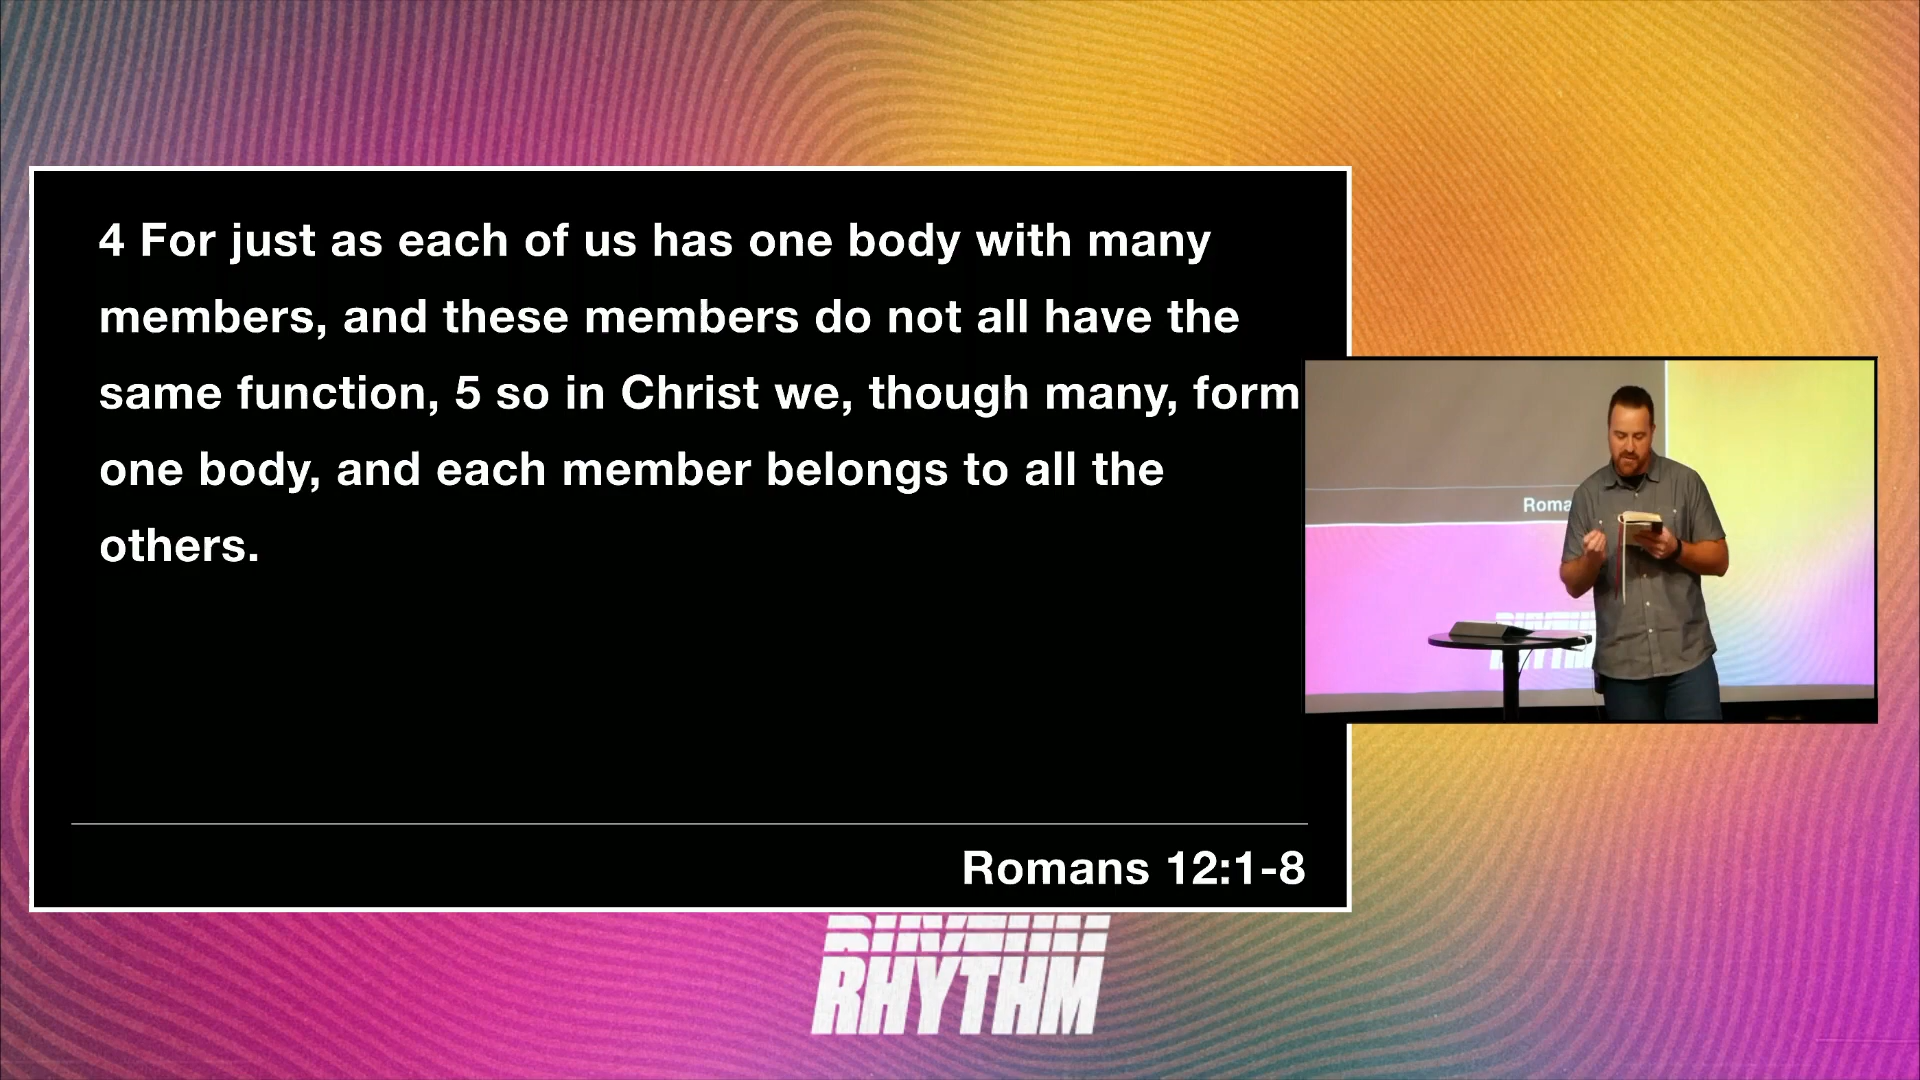 4 For just as each of us has one body with many
members, and these members do not all have the
same function, 5 so in Christ we, though many, form
one body, and each member belongs to all the
others.
Romans 12:1-8
RHYTHM
RHYTHM
Roma